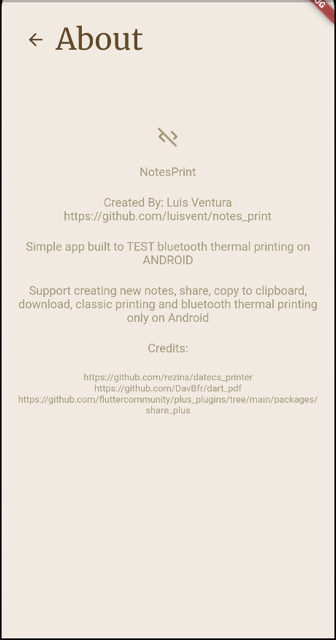 About
NotesPrint
Created By: Luis Ventura
https://github.com/luisvent/notes_print
Simple app built to TEST bluetooth thermal printing on
ANDROID
Support creating new notes, share, copy to clipboard,
download, classic printing and bluetooth thermal printing
only on Android
Credits:
https://github.com/rezins/datecs_printer
https://github.com/DavBfr/dart_pdf
https://github.com/fluttercommunity/plus_plugins/tree/main/packages/
share_plus